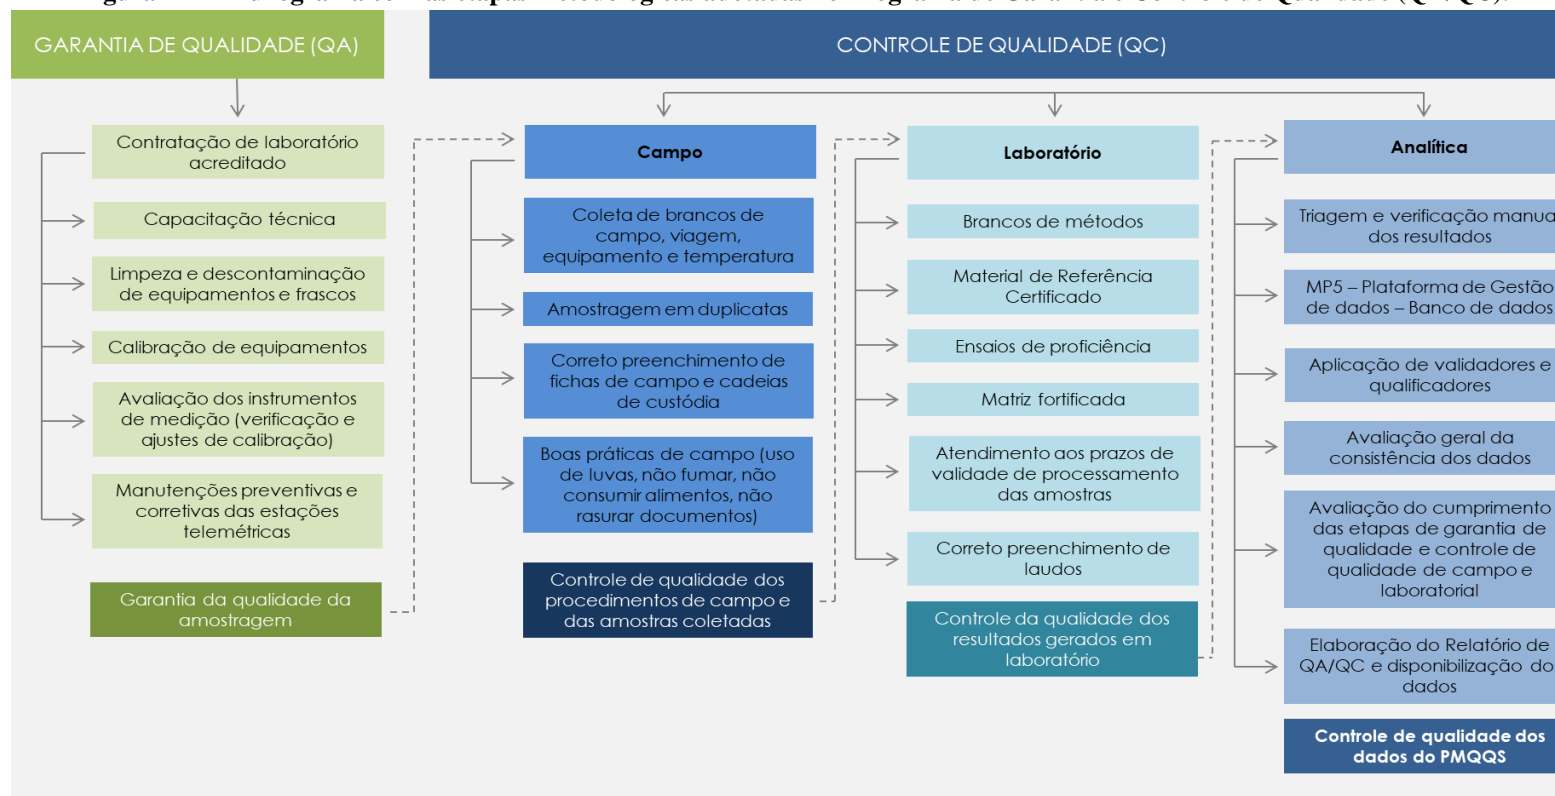 GARANTIA DE QUALIDADE (QA)
CONTROLE DE QUALIDADE (QC)
Contratação de laboratório
acreditado
Capacitação técnica
Limpeza e descontaminação
de equipamentos e frascos
Calibração de equipamentos
Avaliação dos instrumentos
de medição (verificação e
ajustes de calibração)
Manutenções preventivas e
corretivas das estações
telemétricas
Garantia da qualidade da
amostragem
Campo
Coleta de brancos de
campo, viagem,
equipamento e temperatura
Amostragem em duplicatas
Correto preenchimento de
fichas de campo e cadeias
de custódia
Boas práticas de campo (uso
de luvas, não fumar, não
consumir alimentos, não
rasurar documentos)
Controle de qualidade dos
procedimentos de campo e
das amostras coletadas
Laboratório
Brancos de métodos
Material de Referência
Certificado
Ensaios de proficiência
Matriz fortificada
Atendimento aos prazos de
validade de processamento
das amostras
Correto preenchimento de
laudos
Controle da qualidade dos
resultados gerados em
laboratório
Analítica
Triagem e verificação manua
dos resultados
MP5 – Plataforma de Gestão
de dados – Banco de dados
Aplicação de validadores e
qualificadores
Avaliação geral da
consistência dos dados
Avaliação do cumprimento
das etapas de garantia de
qualidade e controle de
qualidade de campo e
laboratorial
Elaboração do Relatório de
QA/QC e disponibilização do
dados
Controle de qualidade dos
dados do PMQQS